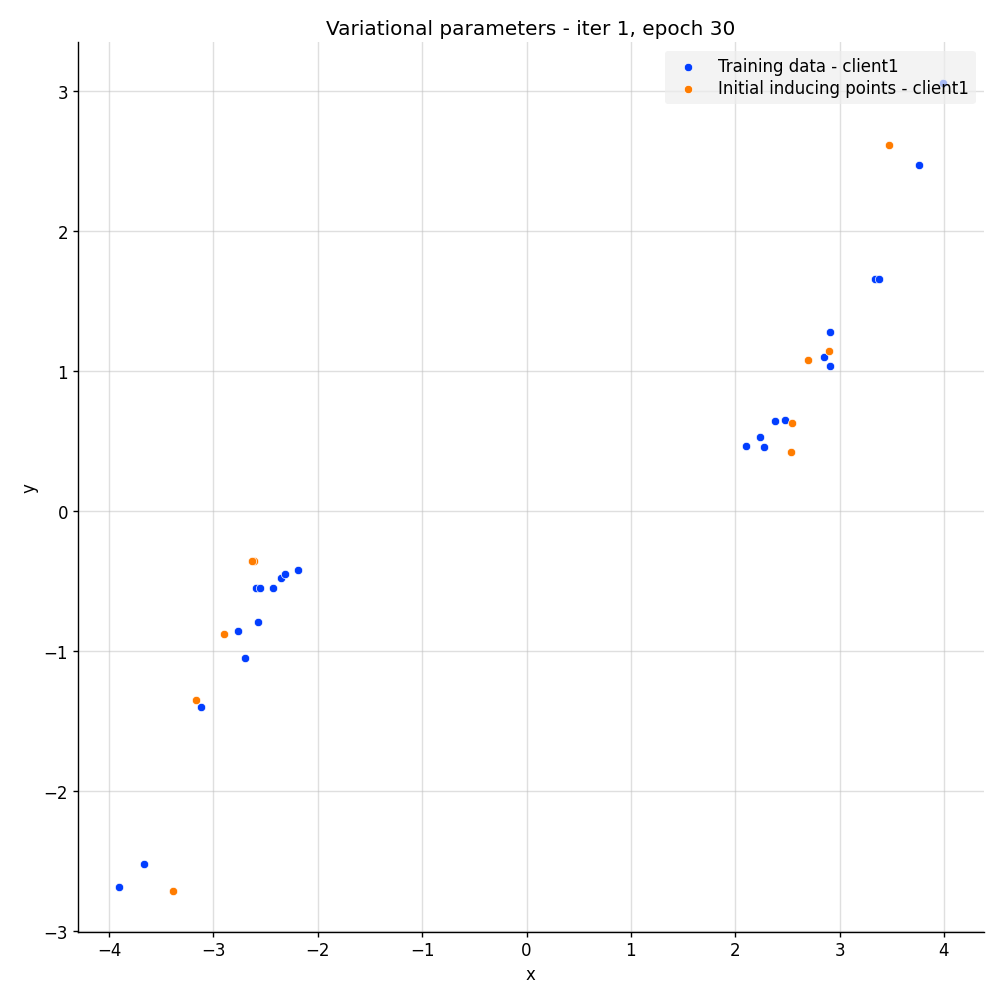 Variational parameters - iter 1, epoch 30
Training data - client1
Initial inducing points - client1
3
2
1
0
−1
−2
−3
y
−4 −3 −2 −1 0 1 2 3 4
x